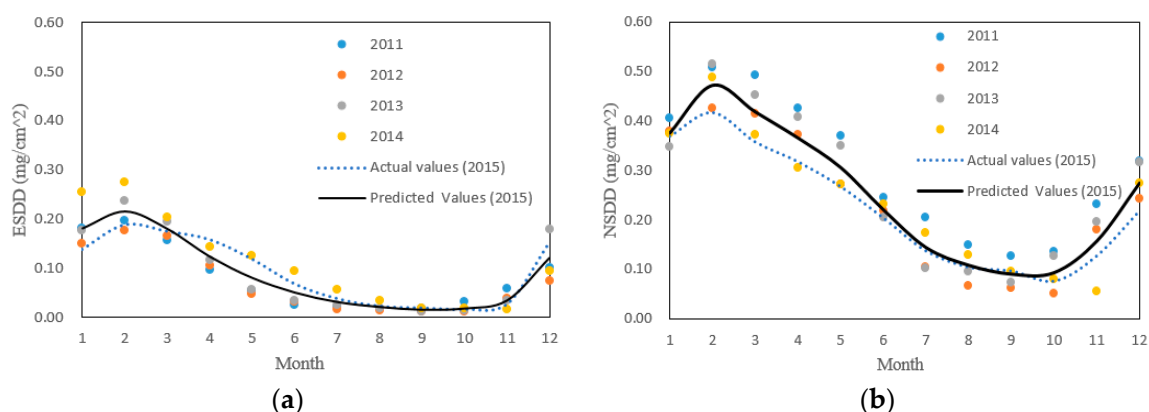 0.60
0.50
0.40
0.30
0.20
0.10
0.00
ESDD (mg/cm^2)
2011
2012
2013
2014
Actual values (2015)
Predicted Values (2015)
1 2 3 4 5 6 7 8 9 10 11 12
Month
(a)
0.60
0.50
0.40
0.30
0.20
0.10
0.00
NSDD (mg/cm^2)
2011
2012
2013
2014
Actual values (2015)
Predicted Values (2015)
1 2 3 4 5 6 7 8 9 10 11 12
Month
(b)